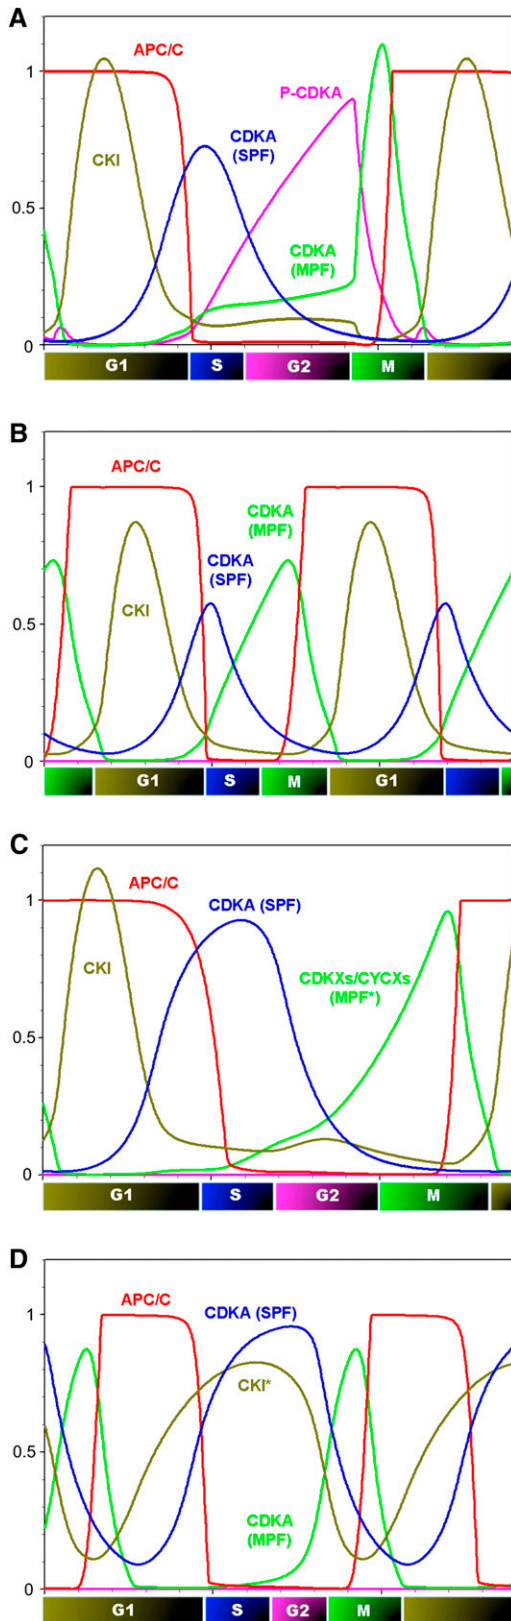 A
APC/C
1
P-CDKA
CDKA
(SPF)
CKI
0.5
CDKA
(MPF)
0
G1
S
G2
M
B
APC/C
1
CDKA
(MPF)
CDKA
(SPF)
CKI
0.5
0
G1
S
M
G1
C
APC/C
1
CDKA (SPF)
CKI
CDKXs/CYCXs
(MPF*)
0.5
0
G1
S
G2
M
D
APC/C
CDKA (SPF)
1
CKI*
0.5
CDKA
(MPF)
0
G1
S
G2
M